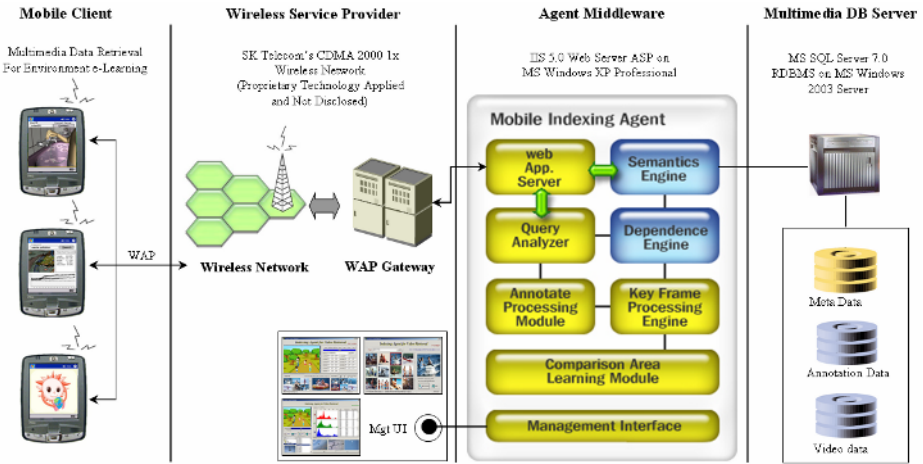 Mobile Client
Wireless Service Provider
Agent Middleware
Multimedia DB Server
Multimedia Data Retrieval
For Environment e-Learning
SK Telecom's CDMA 2000 1x
Wireless Network
(Proprietary Technology Applied
and Not Disclosed)
IIS 5.0 Web Server ASP on
MS Windows XP Professional
MS SQL Server 7.0
RDBMS on MS Windows
2003 Server
WAP
Wireless Network
WAP Gateway
Mobile Indexing Agent
web
App.
Server
Semantics
Engine
Query
Analyzer
Dependence
Engine
Annotate
Processing
Module
Key Frame
Processing
Engine
Comparison Area
Learning Module
Management Interface
Mgt UI
Meta Data
Annotation Data
Video data